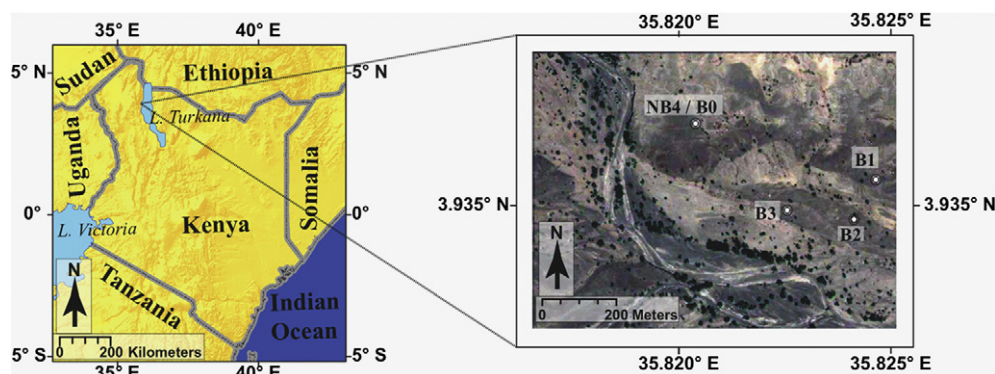 35° E
40° E
35.820° E
35.825° E
5° N
5° N
Sudan
Ethiopia
L. Turkana
Uganda
Somalia
Kenya
0°
0°
L. Victoria
N
Tanzania
Indian
Ocean
0
200 Kilometers
5° S
5° S
35° E
40° E
NB4 / B0
B1
3.935° N
3.935° N
B3
B2
N
0
200 Meters
35.820° E
35.825° E